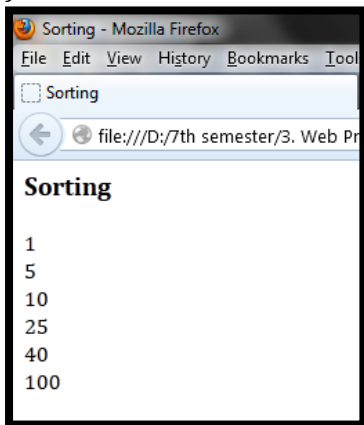 Sorting - Mozilla Firefox
File Edit View History Bookmarks Tool
Sorting
file:///D:/7th semester/3. Web Pr
Sorting
1
5
10
25
40
100